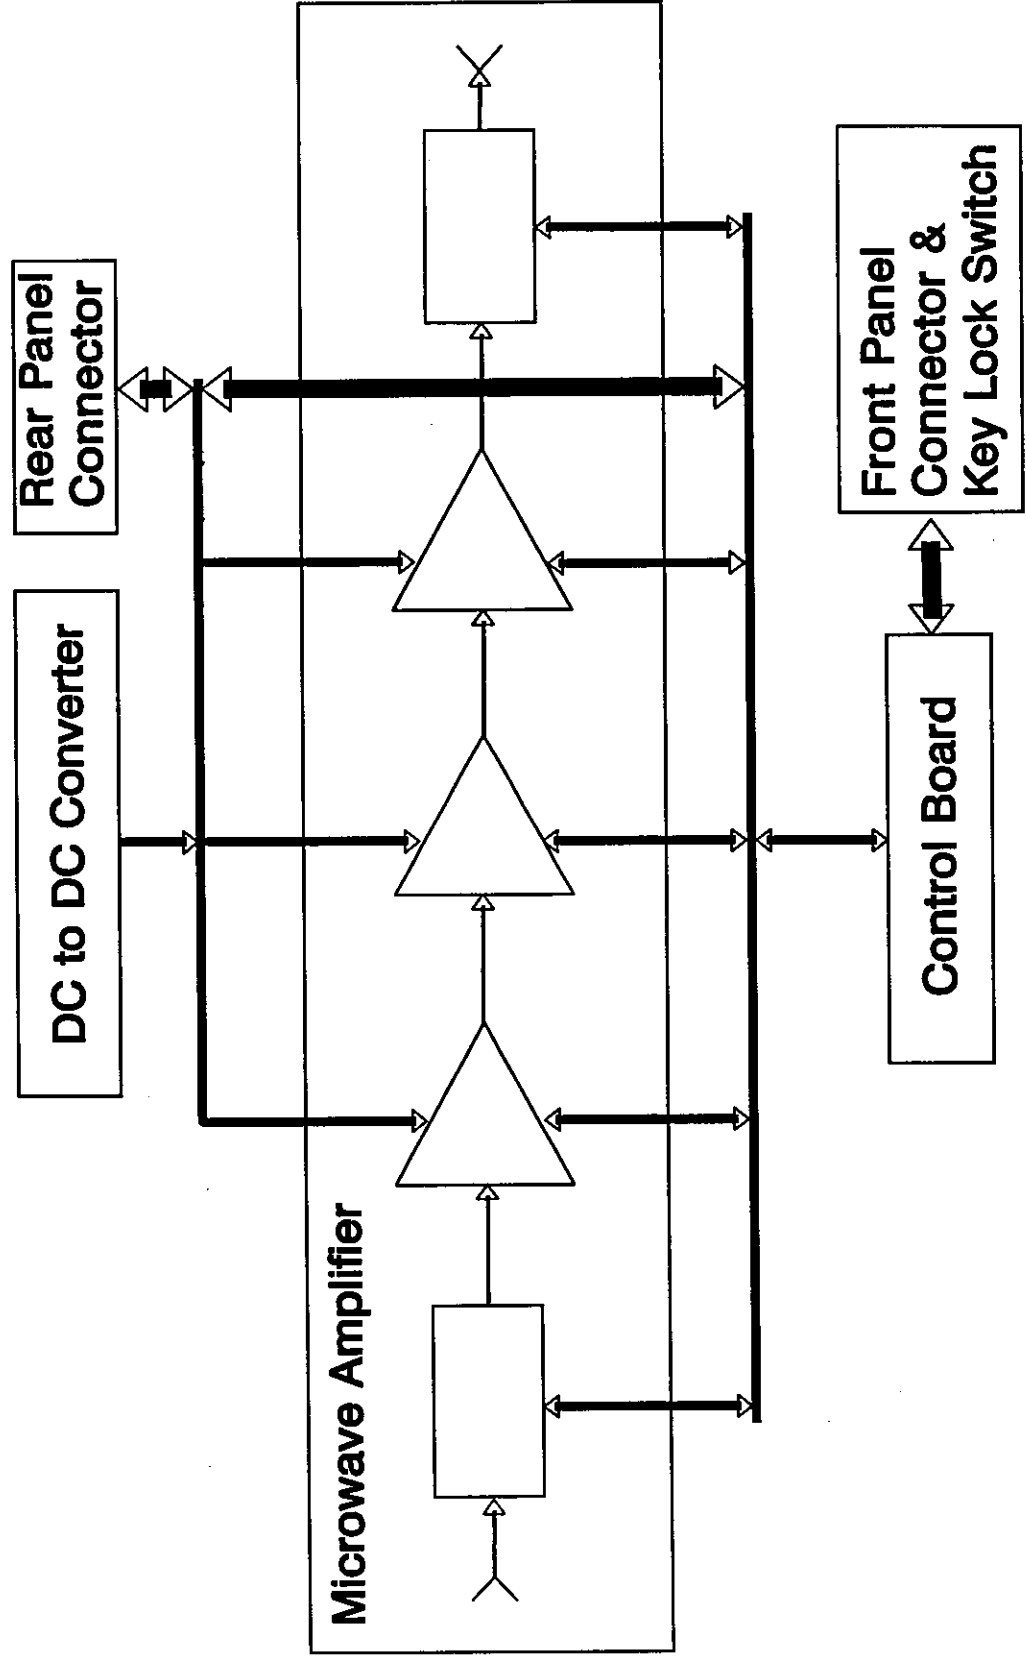 DC to DC Converter
Rear Panel
Connector
Microwave Amplifier
Control Board
Front Panel
Connector &
Key Lock Switch